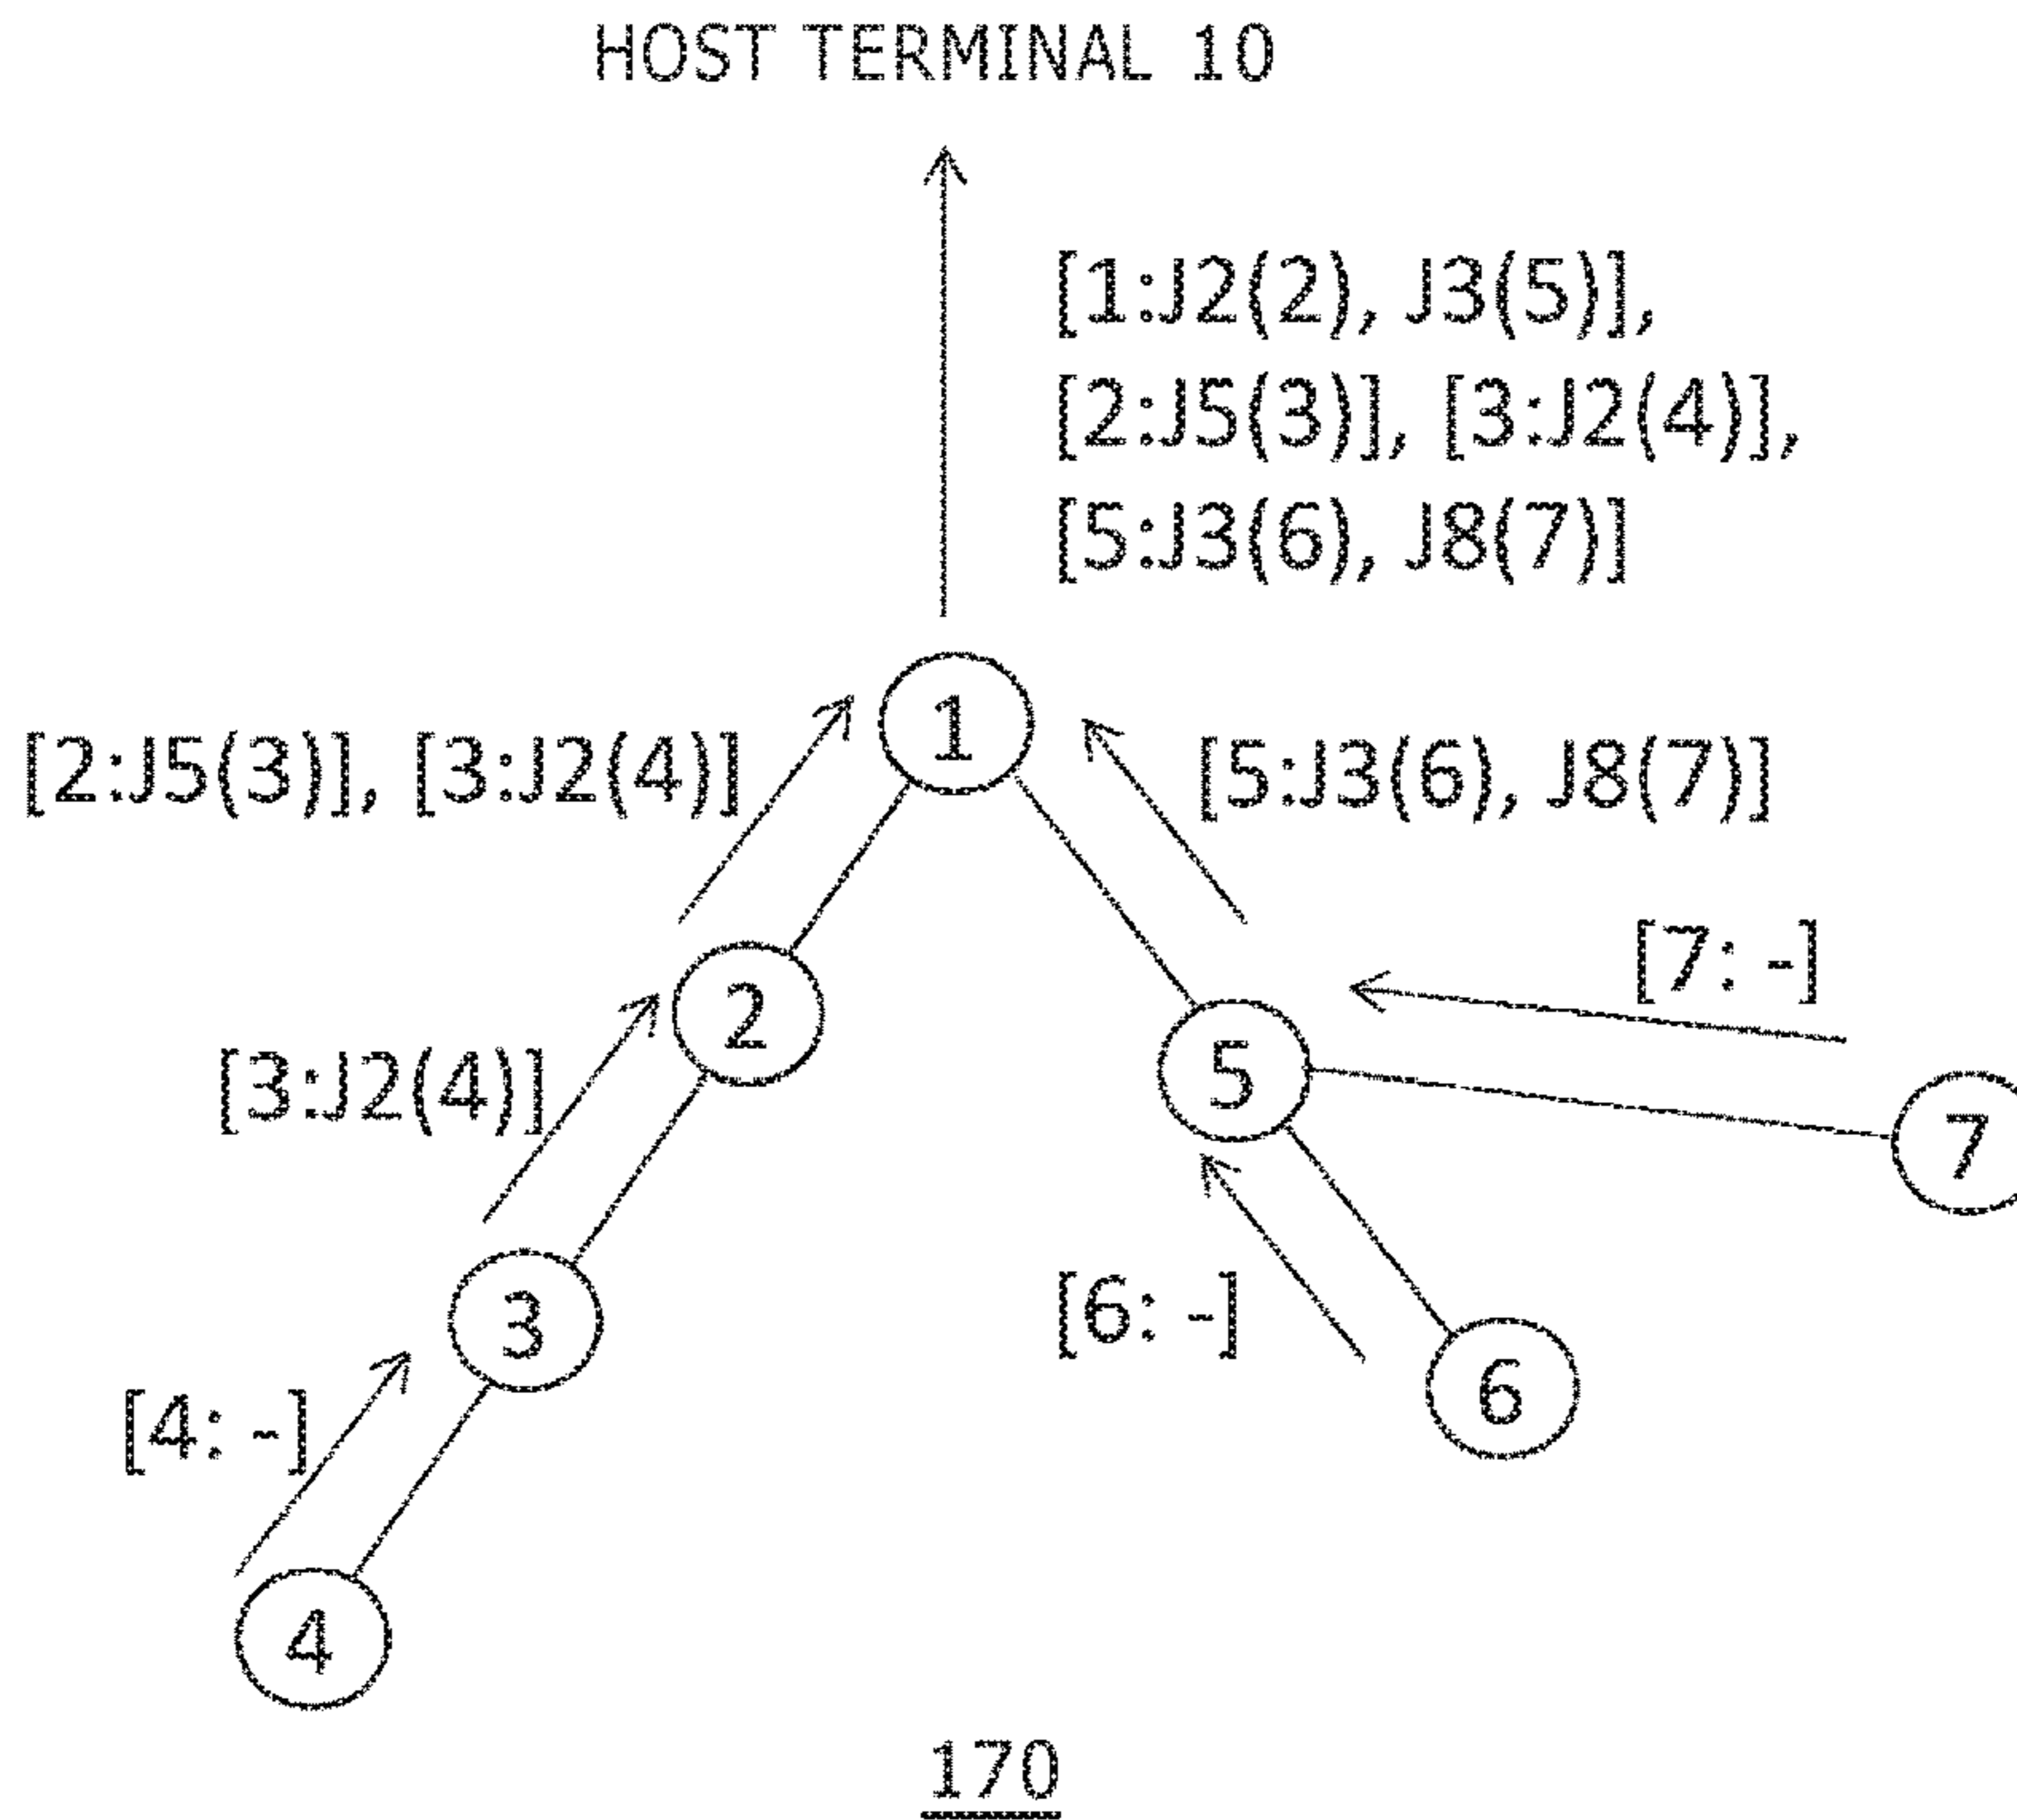 HOST TERMINAL 10
[1:J2(2), J3(5)],
[2:J5(3)], [3:J2(4)],
[5:J3(6), J8(7)]
1
[2:J5(3)], [3:J2(4)]
[5:J3(6), J8(7)]
[7: -]
2
[3:J2(4)]
5
7
3
[6: -]
6
[4: -]
4
170